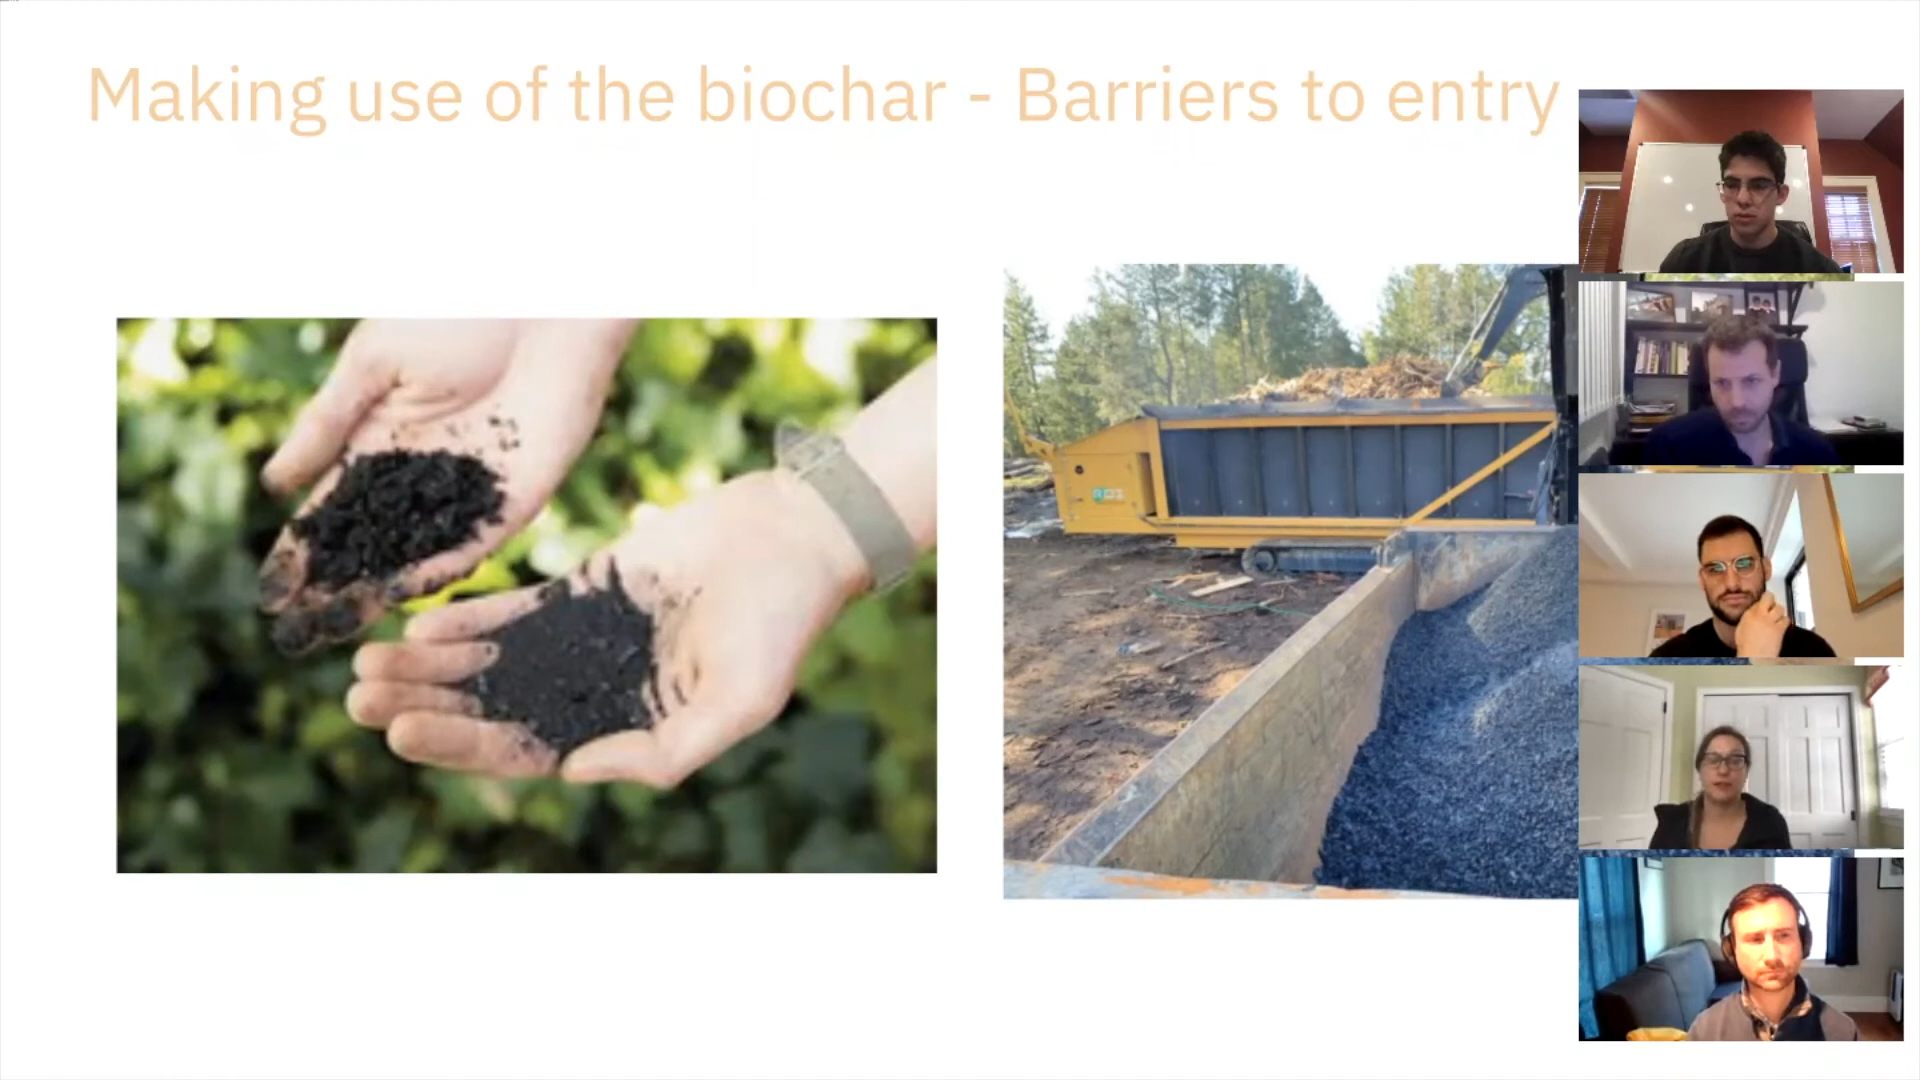 Making use of the biochar - Barriers to entry